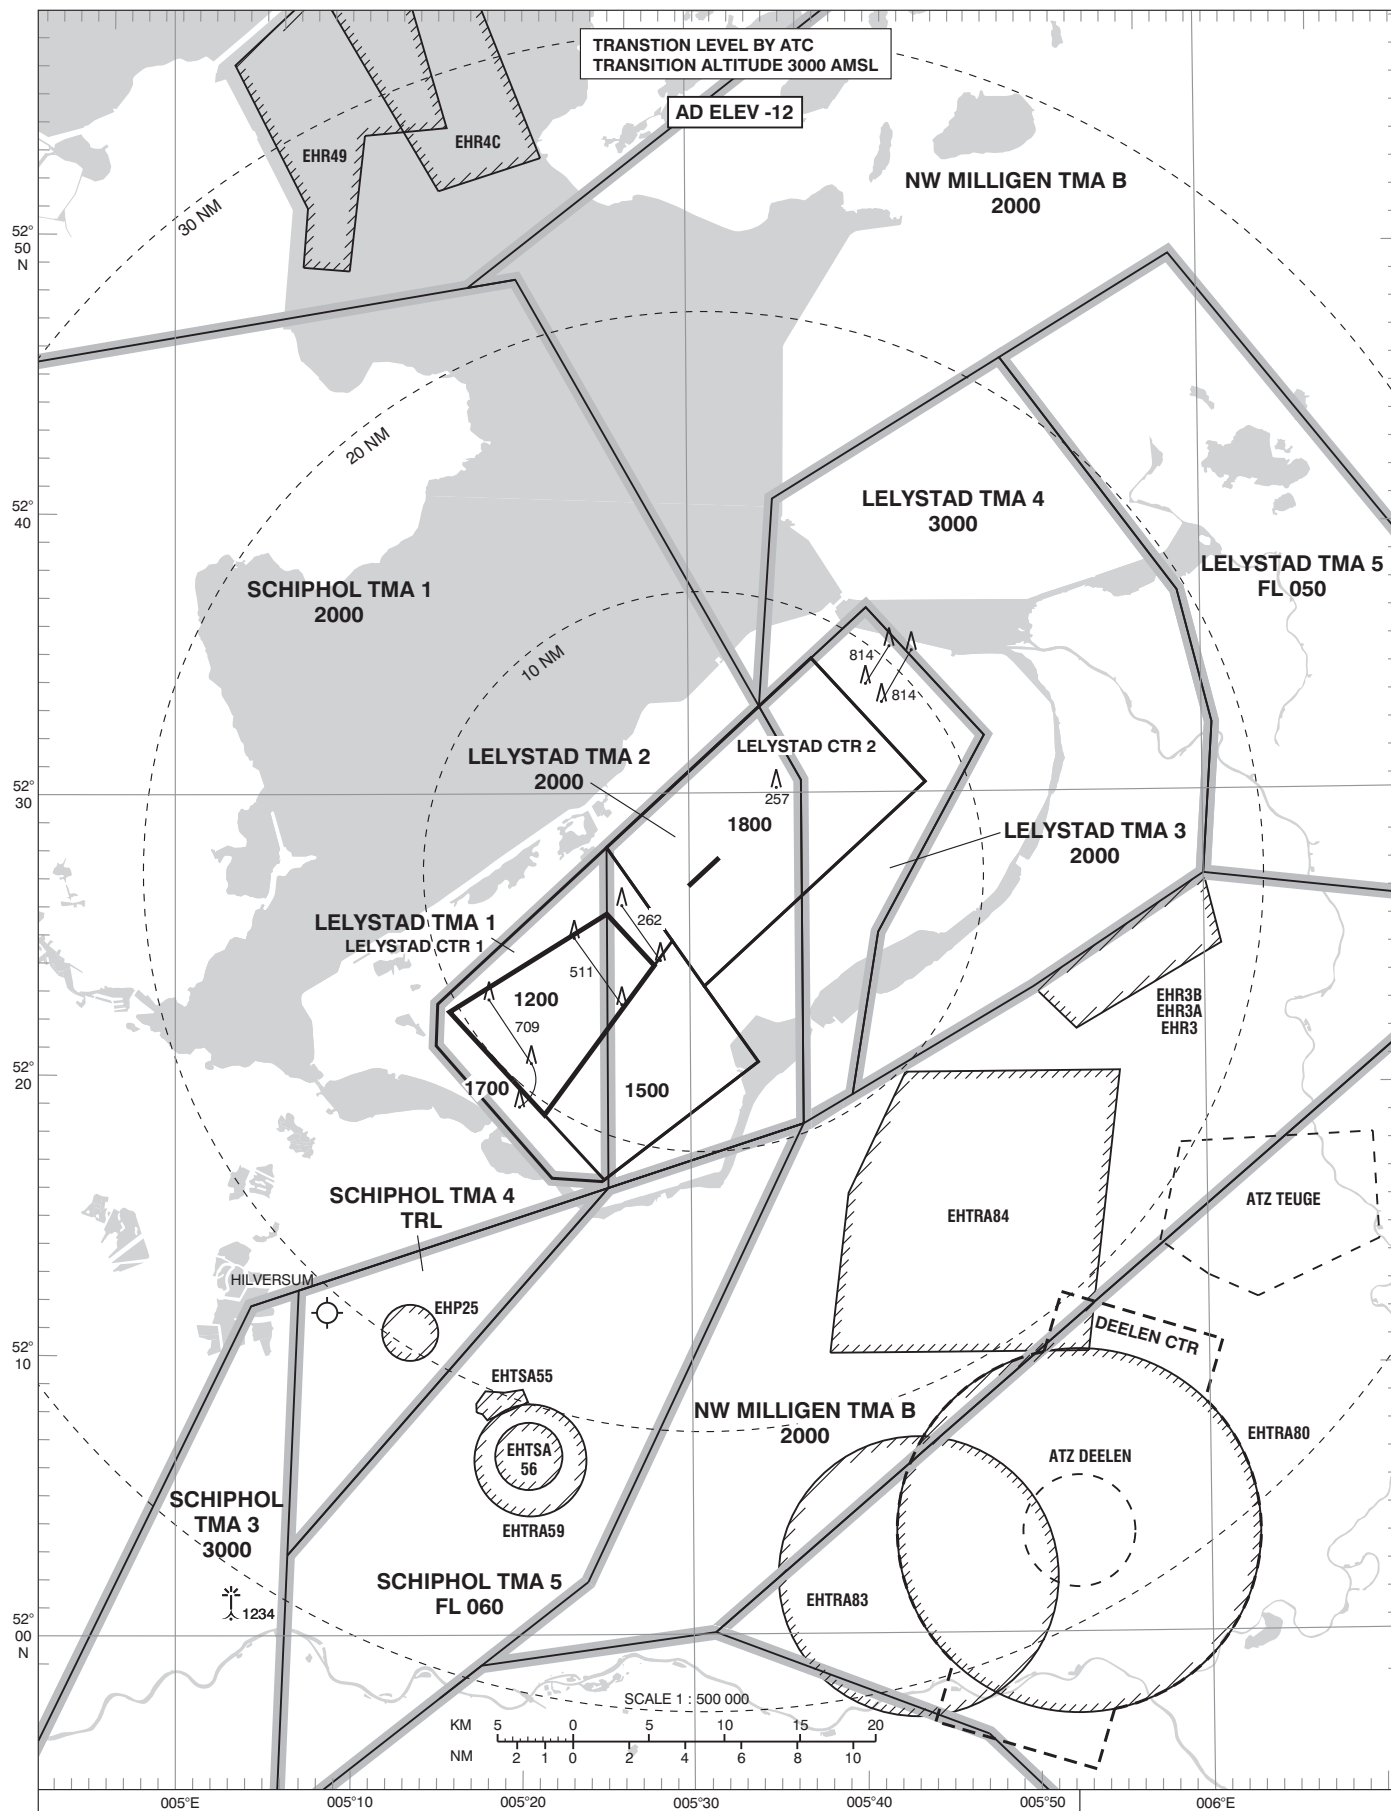 TRANSTION LEVEL BY ATC
TRANSITION ALTITUDE 3000 AMSL
AD ELEV -12
EHR49
EHR4C
NW MILLIGEN TMA B
2000
30 NM
52°
50
N
20 NM
52°
40
LELYSTAD TMA 4
3000
LELYSTAD TMA 5
FL 050
SCHIPHOL TMA 1
2000
10 NM
814
814
LELYSTAD CTR 2
LELYSTAD TMA 2
2000
257
52°
30
1800
LELYSTAD TMA 3
2000
LELYSTAD TMA 1
LELYSTAD CTR 1
262
511
1200
709
EHR3B
EHR3A
EHR3
52°
20
1700
1500
SCHIPHOL TMA 4
TRL
EHTRA84
ATZ TEUGE
HILVERSUM
EHP25
DEELEN CTR
52°
10
EHTSA55
NW MILLIGEN TMA B
2000
EHTRA80
EHTSA
56
ATZ DEELEN
EHTRA59
SCHIPHOL
TMA 3
3000
SCHIPHOL TMA 5
FL 060
EHTRA83
1234
52°
00
N
SCALE 1 : 500 000
KM 5 0 5 10 15 20
NM 2 1 0 2 4 6 8 10
005°E 005°10 005°20 005°30 005°40 005°50 006°E